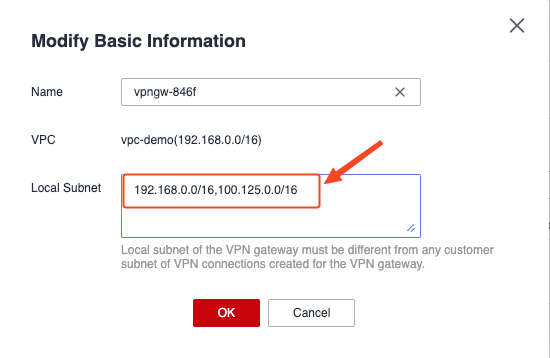 Modify Basic Information
Name
vpngw-846f
VPC
vpc-demo(192.168.0.0/16)
Local Subnet
192.168.0.0/16,100.125.0.0/16
Local subnet of the VPN gateway must be different from any customer
subnet of VPN connections created for the VPN gateway.
OK
Cancel